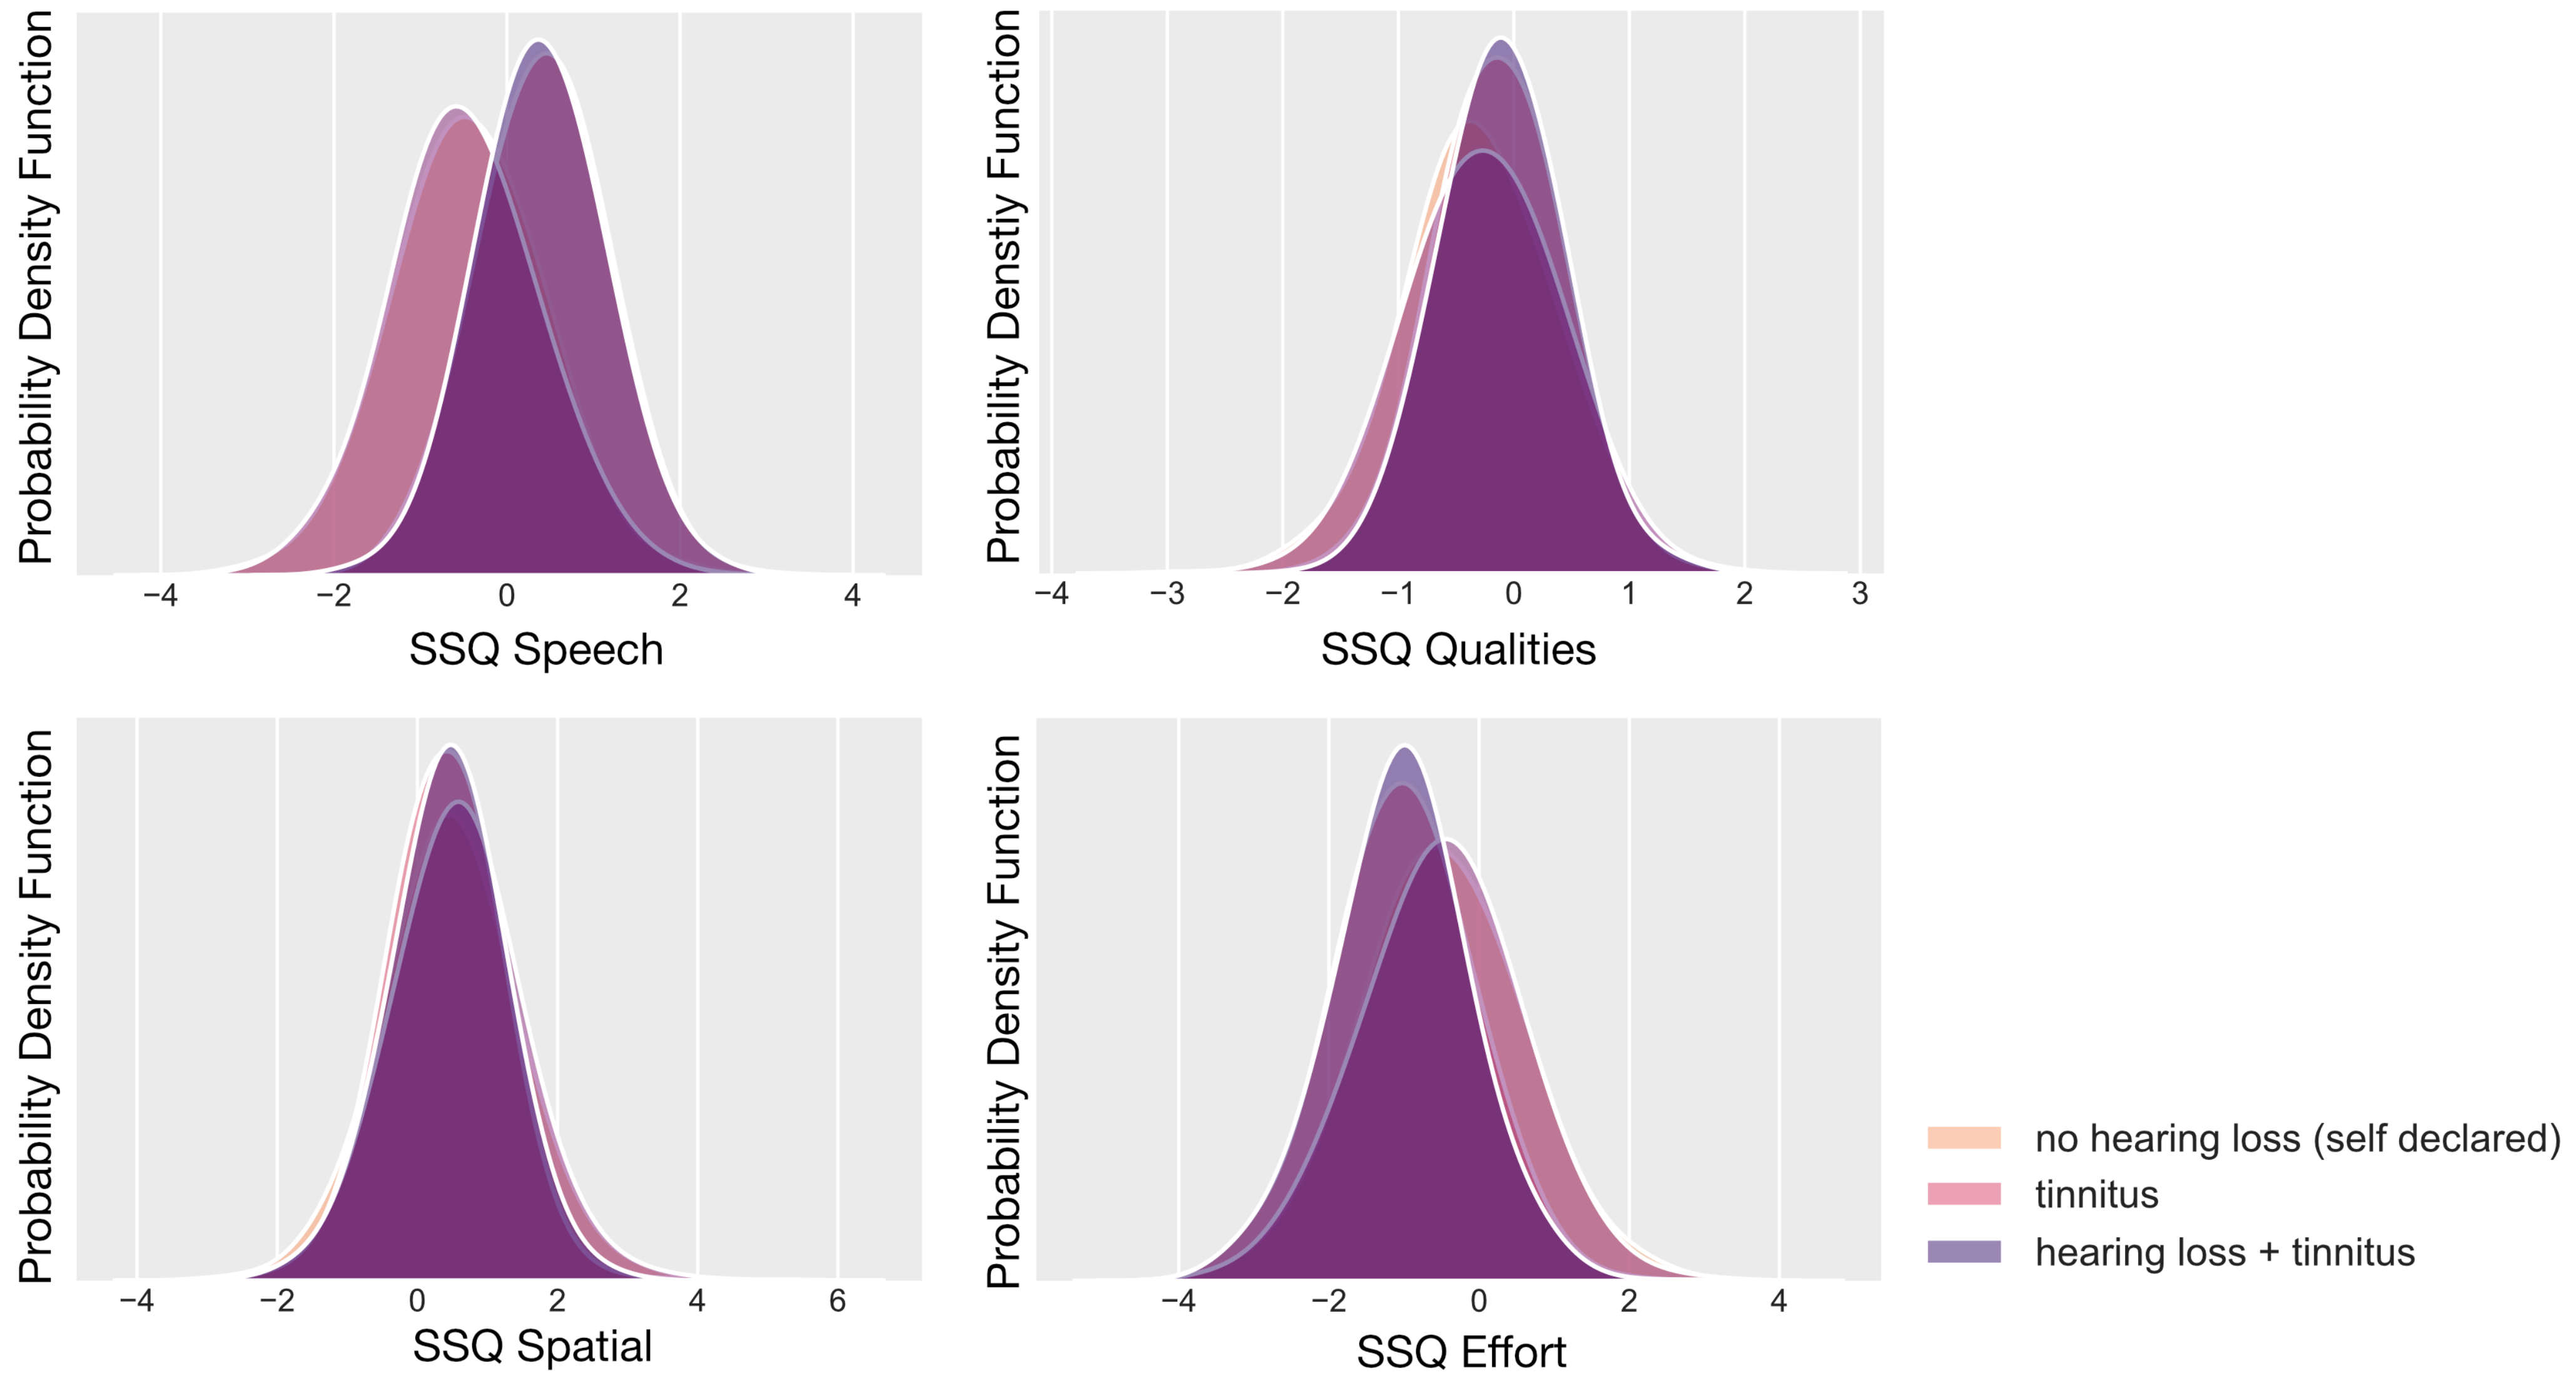 Probability Density Function
−4 −2 0 2 4
SSQ Speech
Probability Denstiy Function
−4 −3 −2 −1 0 1 2 3
SSQ Qualities
Probability Density Function
−4 −2 0 2 4 6
SSQ Spatial
Probability Density Function
−4 −2 0 2 4
SSQ Effort
no hearing loss (self declared)
tinnitus
hearing loss + tinnitus